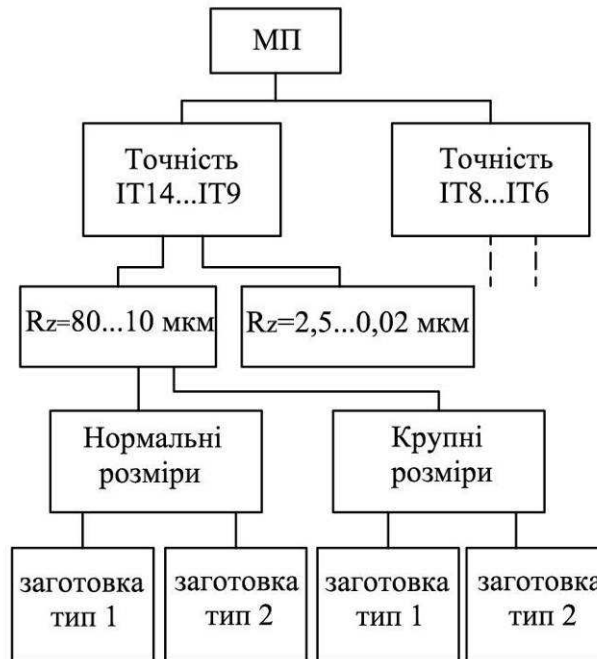 МП
Точність
IT14...IT9
Точність
IT8...IT6
Rz=80...10 мкм
Rz=2,5...0,02 мкм
Нормальні
розміри
Крупні
розміри
заготовка
тип 1
заготовка
тип 2
заготовка
тип 1
заготовка
тип 2